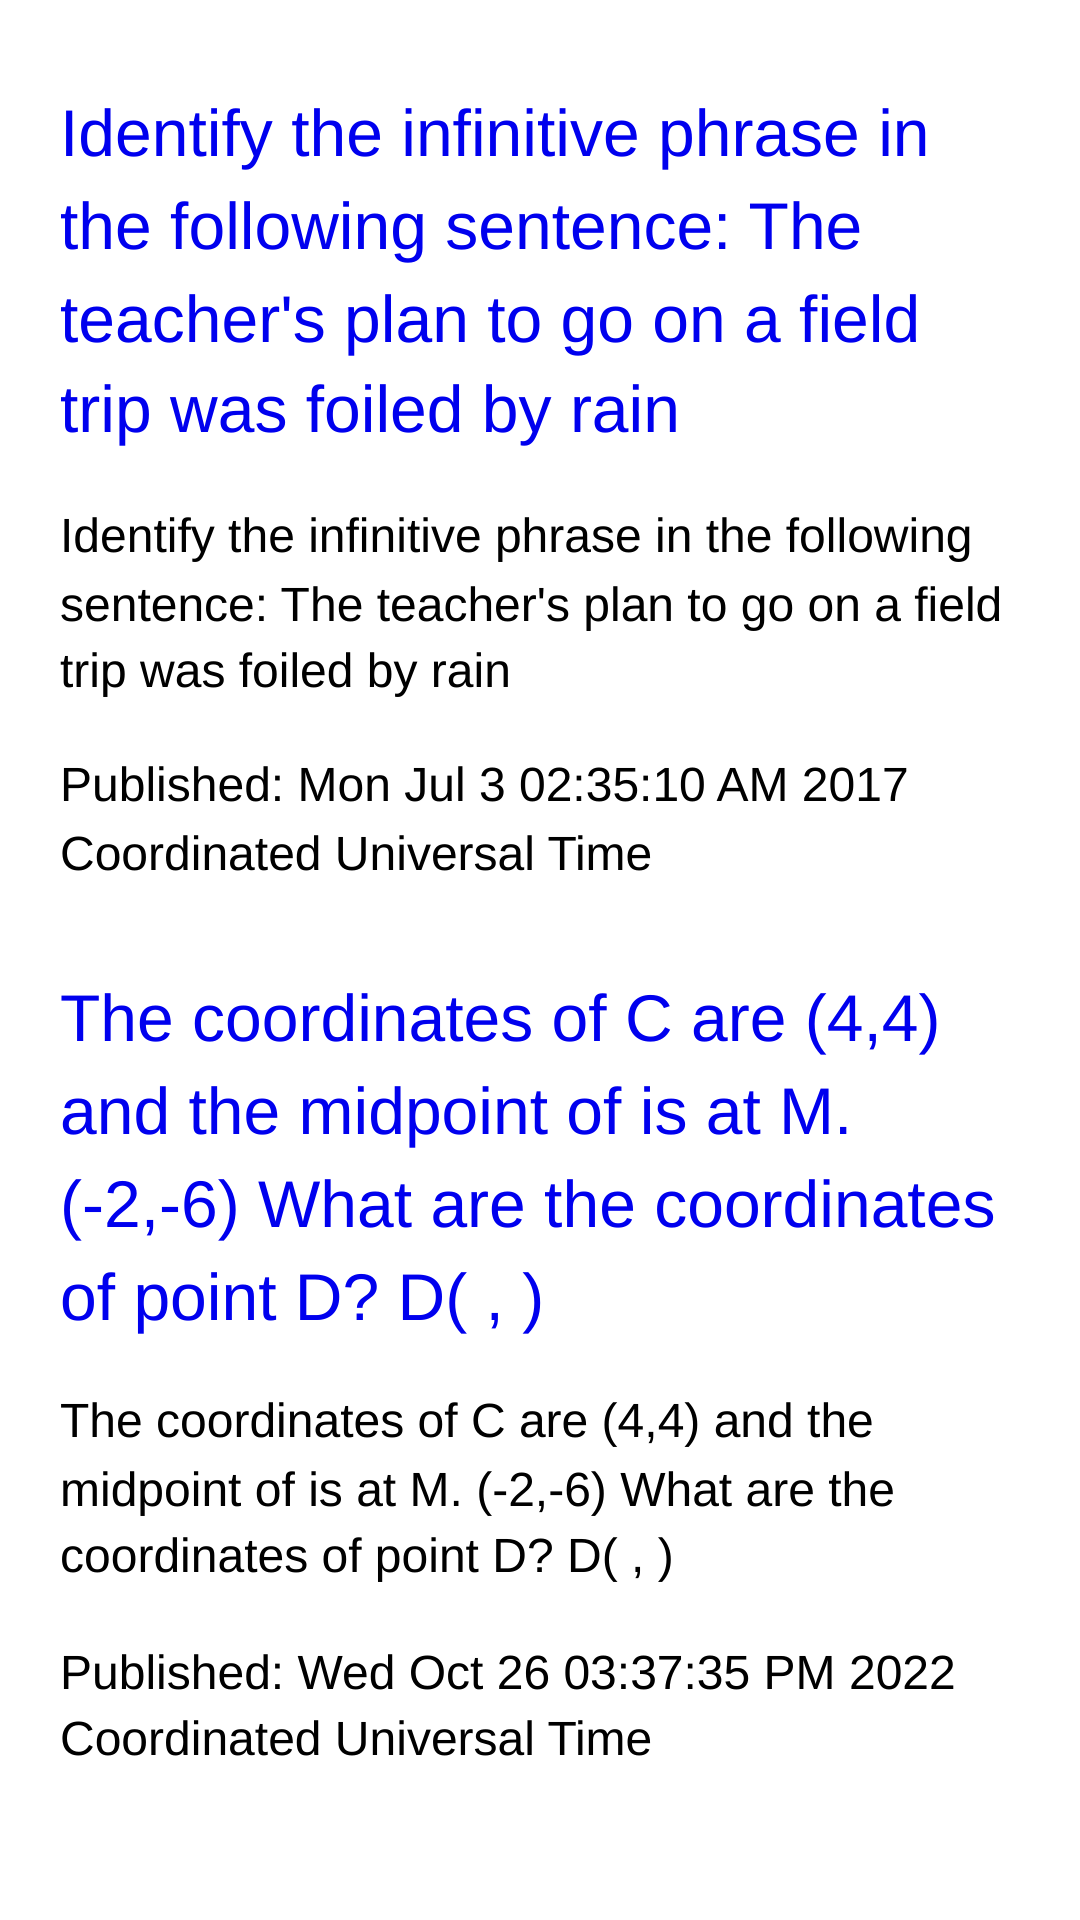 Identify the infinitive phrase in
the following sentence: The
teacher's plan to go on a field
trip was foiled by rain
Identify the infinitive phrase in the following
sentence: The teacher's plan to go on a field
trip was foiled by rain
Published: Mon Jul 3 02:35:10 AM 2017
Coordinated Universal Time
The coordinates of C are (4,4)
and the midpoint of is at M.
(-2,-6) What are the coordinates
of point D? D( , )
The coordinates of C are (4,4) and the
midpoint of is at M. (-2,-6) What are the
coordinates of point D? D( , )
Published: Wed Oct 26 03:37:35 PM 2022
Coordinated Universal Time